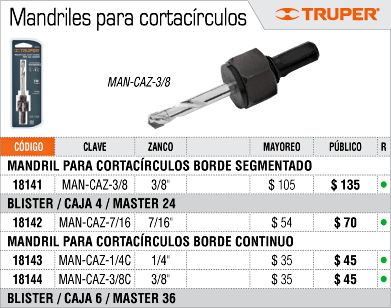 Mandriles para cortacírculos
TRUPER®
MAN-CAZ-3/8
CÓDIGO CLAVE ZANCO MAYOREO PÚBLICO R
MANDRIL PARA CORTACÍRCULOS BORDE SEGMENTADO
18141 MAN-CAZ-3/8 3/8" $ 105 $ 135
BLISTER / CAJA 4 / MASTER 24
18142 MAN-CAZ-7/16 7/16" $ 54 $ 70
MANDRIL PARA CORTACÍRCULOS BORDE CONTINUO
18143 MAN-CAZ-1/4C 1/4" $ 35 $ 45
18144 MAN-CAZ-3/8C 3/8" $ 35 $ 45
BLISTER / CAJA 6 / MASTER 36